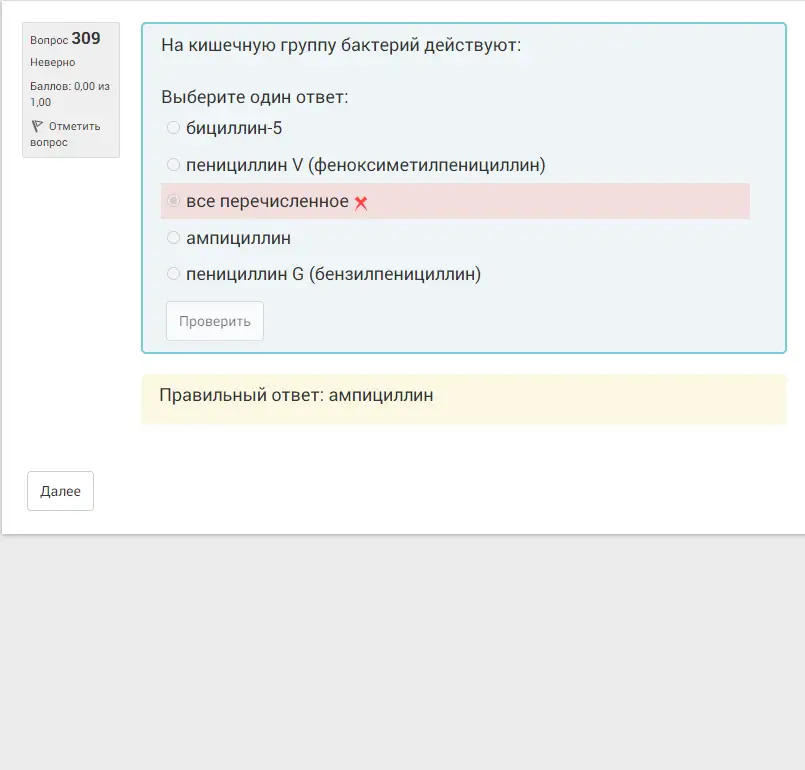 Вопрос 309
Неверно
Баллов: 0,00 из
1,00
Отметить
вопрос
На кишечную группу бактерий действуют:
Выберите один ответ:
бициллин-5
пенициллин V (феноксиметилпенициллин)
все перечисленное
ампициллин
пенициллин G (бензилпенициллин)
Проверить
Правильный ответ: ампициллин
Далее